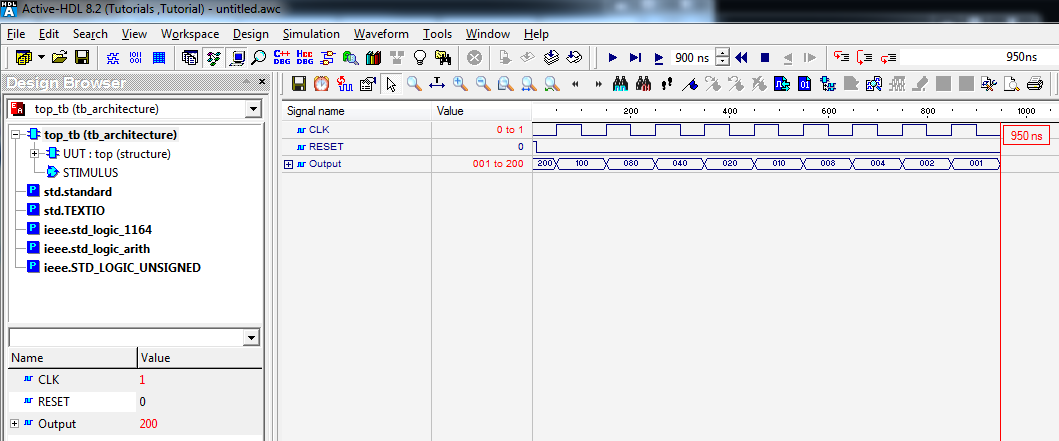 Active-HDL 8.2 (Tutorials ,Tutorial) - untitled.awc
File Edit Search View Workspace Design Simulation Waveform Tools Window Help
900 ns 950ns
Design Browser
top_tb (tb_architecture)
top_tb (tb_architecture)
UUT : top (structure)
STIMULUS
std.standard
std.TEXTIO
ieee.std_logic_1164
ieee.std_logic_arith
ieee.STD_LOGIC_UNSIGNED
Name Value
CLK 1
RESET 0
Output 200
Signal name Value 200 400 600 800 1000
CLK 0 to 1
950 ns
RESET 0
Output 001 to 200 200 100 080 040 020 010 008 004 002 001